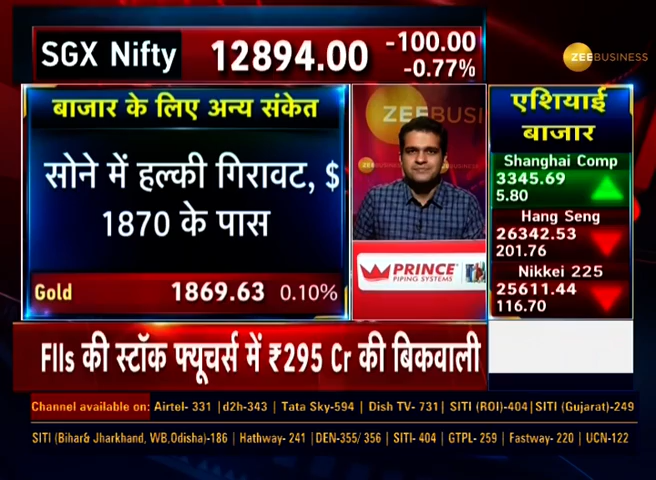 SGX Nifty 12894.00 -100.00
-0.77%
ZEEBUSINESS
बाजार के लिए अन्य संकेत
सोने में हल्की गिरावट, $
1870 के पास
Gold 1869.63 0.10%
ZEEBUSI
ZEEBUSINESS
PRINCE
PIPING SYSTEMS
एशियाई
बाजार
Shanghai Comp
3345.69
5.80
Hang Seng
26342.53
201.76
Nikkei 225
25611.44
116.70
FIIs की स्टॉक फ्यूचर्स में ₹295 Cr की बिकवाली
Channel available on: Airtel- 331 |d2h-343 | Tata Sky-594 | Dish TV- 731| SITI (ROI)-404|SITI (Gujarat)-249
SITI (Bihar& Jharkhand, WB,Odisha)-186 | Hathway- 241 |DEN-355/ 356 | SITI- 404 | GTPL- 259 | Fastway- 220 | UCN-122